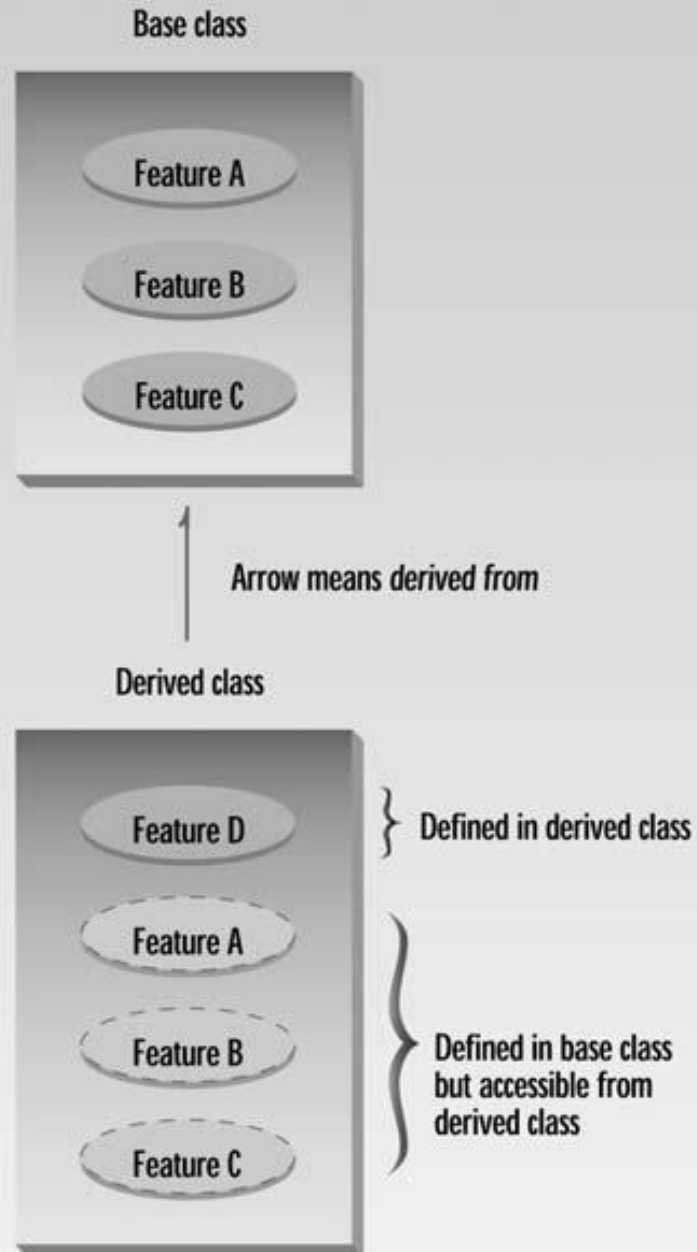 Base class
Feature A
Feature B
Feature C
Arrow means derived from
Derived class
Feature D
Defined in derived class
Feature A
Feature B
Feature C
Defined in base class
but accessible from
derived class